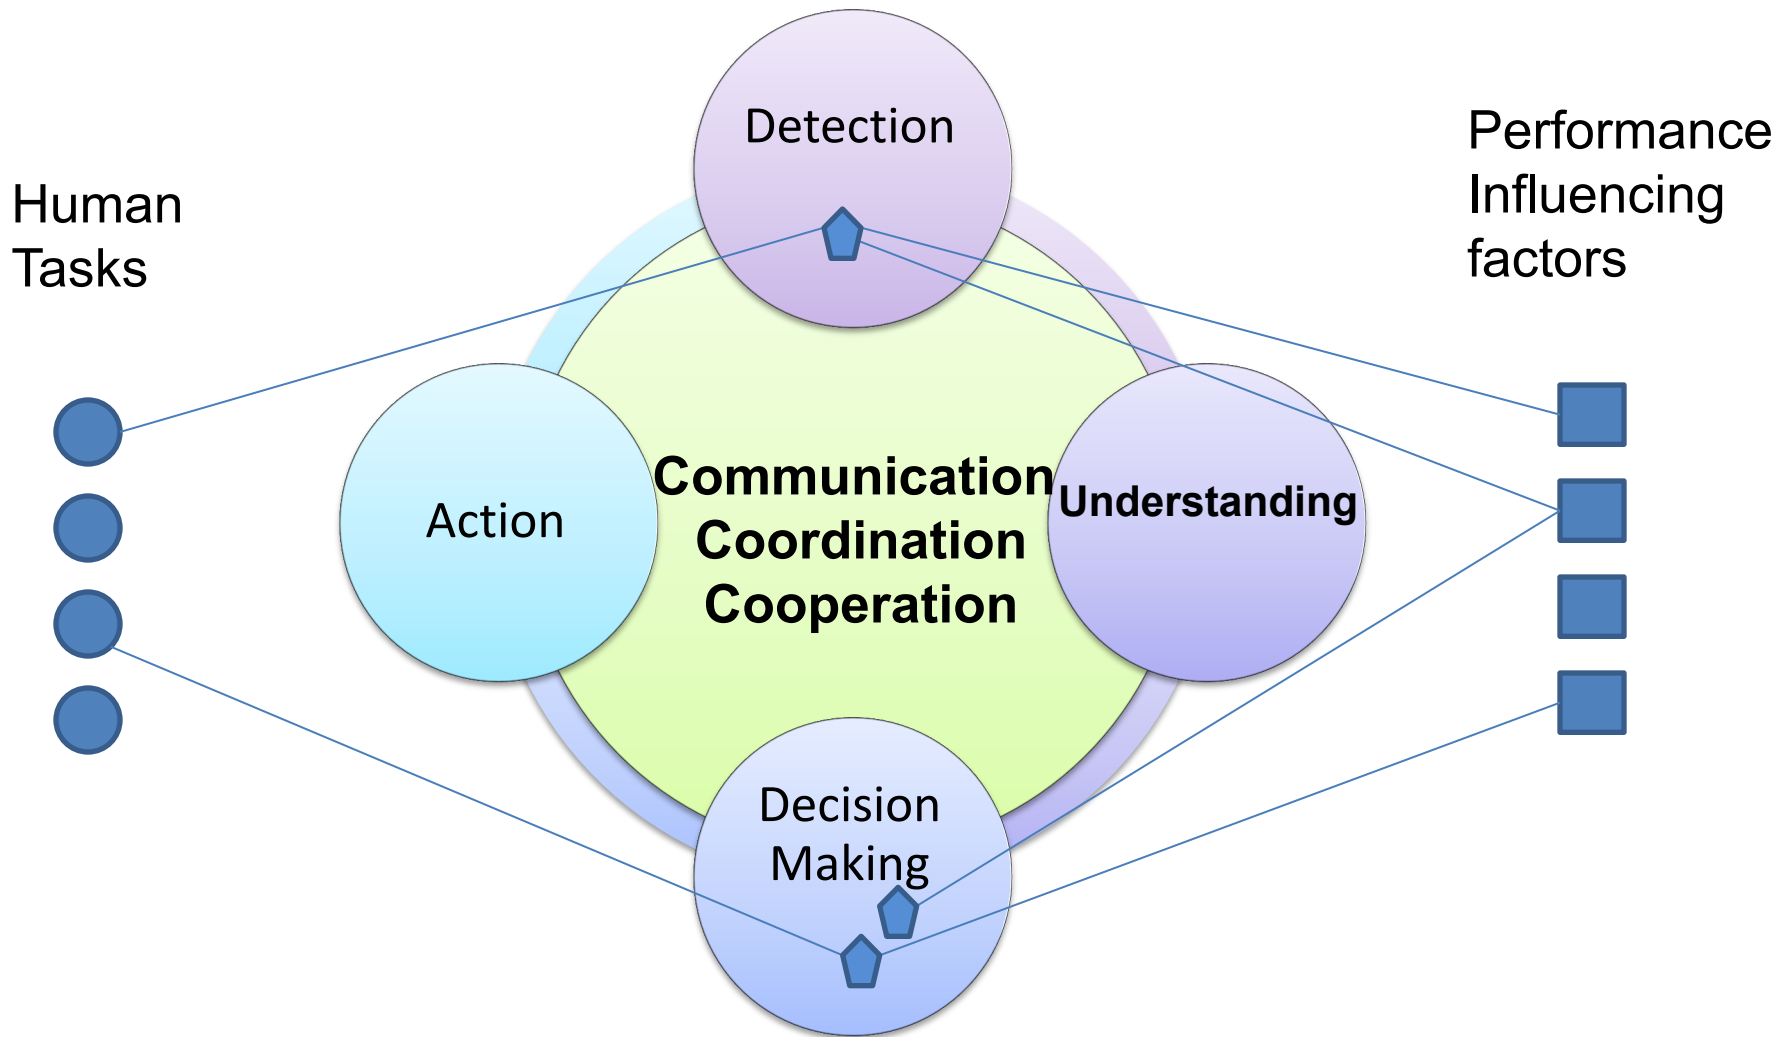 Detection
Performance
Influencing
factors
Human
Tasks
Action
Communication
Coordination
Cooperation
Understanding
Decision
Making